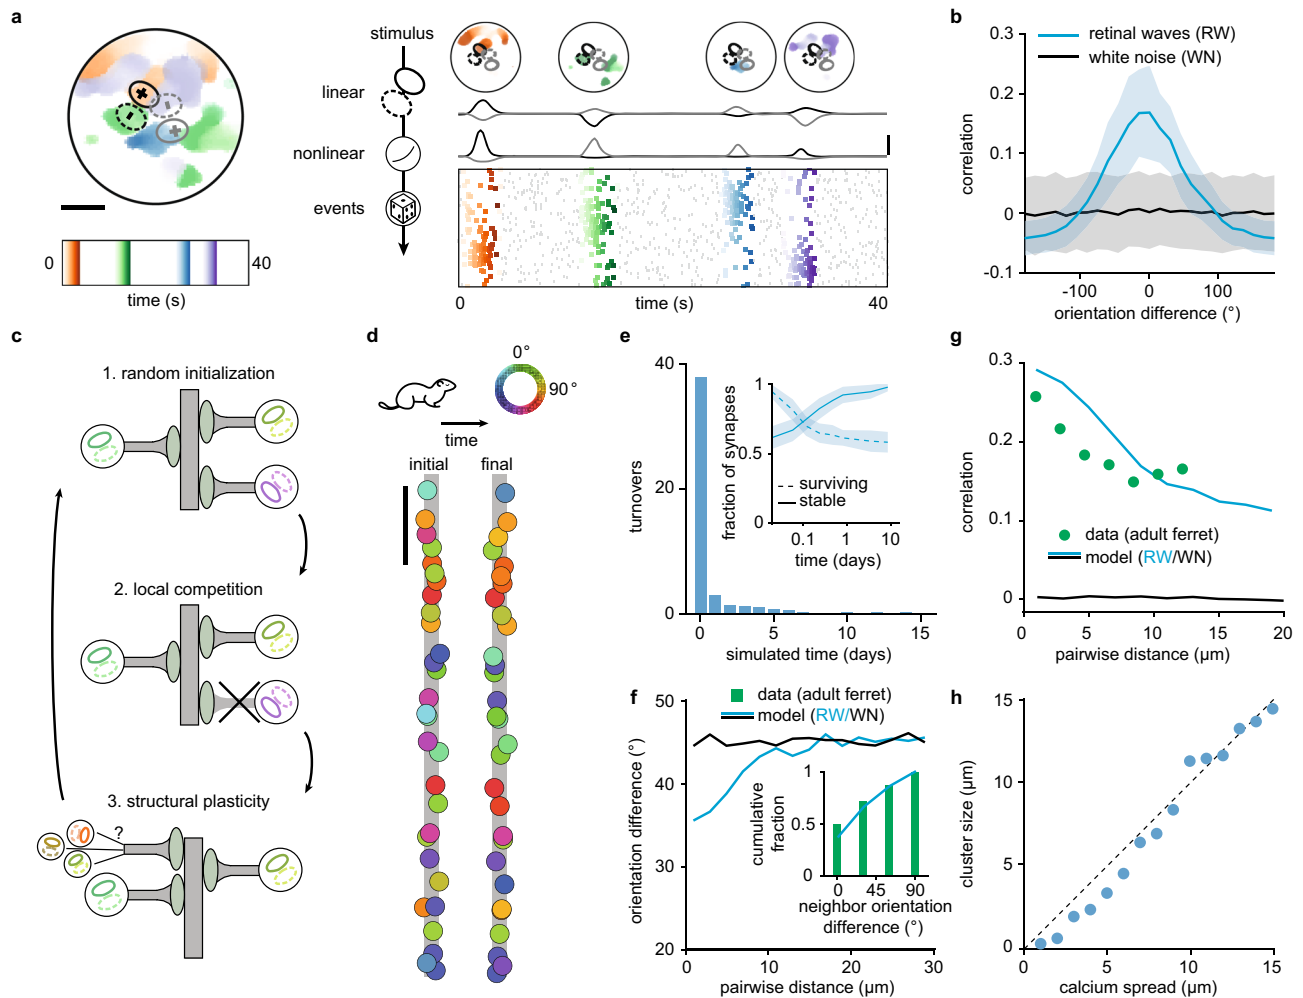 a
0
40
time (s)
stimulus
linear
nonlinear
events
0
time (s)
40
b
retinal waves (RW)
white noise (WN)
0.3
0.2
0.1
0
-0.1
correlation
-100
0
100
orientation difference (°)
c
1. random initialization
2. local competition
3. structural plasticity
?
d
0°
90°
time
initial
final
e
40
20
0
turnovers
0
5
10
15
simulated time (days)
1
0.5
0
fraction of synapses
surviving
stable
0.1
1
10
time (days)
f
data (adult ferret)
model (RW/WN)
50
40
30
20
orientation difference (°)
0
10
20
30
pairwise distance (µm)
1
0.5
0
cumulative
fraction
0
45
90
neighbor orientation
difference (°)
g
0.3
0.2
0.1
0
correlation
data (adult ferret)
model (RW/WN)
0
5
10
15
20
pairwise distance (µm)
h
15
10
5
0
cluster size (µm)
0
5
10
15
calcium spread (µm)